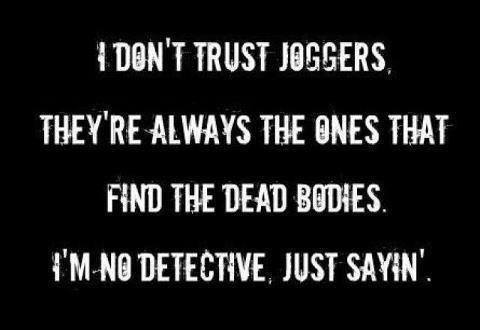 I DON'T TRUST JOGGERS,
THEY'RE ALWAYS THE ONES THAT
FIND THE DEAD BODIES.
I'M NO DETECTIVE, JUST SAYIN'.